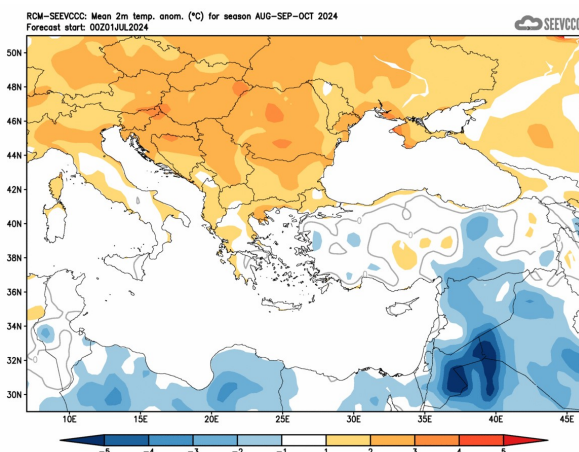 RCM-SEEVCCC: Mean 2m temp. anom. (°C) for season AUG-SEP-OCT 2024
Forecast start: 00Z01JUL2024
SEEVCCC
50N
48N
46N
44N
42N
40N
38N
36N
34N
32N
30N
10E 15E 20E 25E 30E 35E 40E 45E
-5 -4 -3 -2 -1 1 2 3 4 5